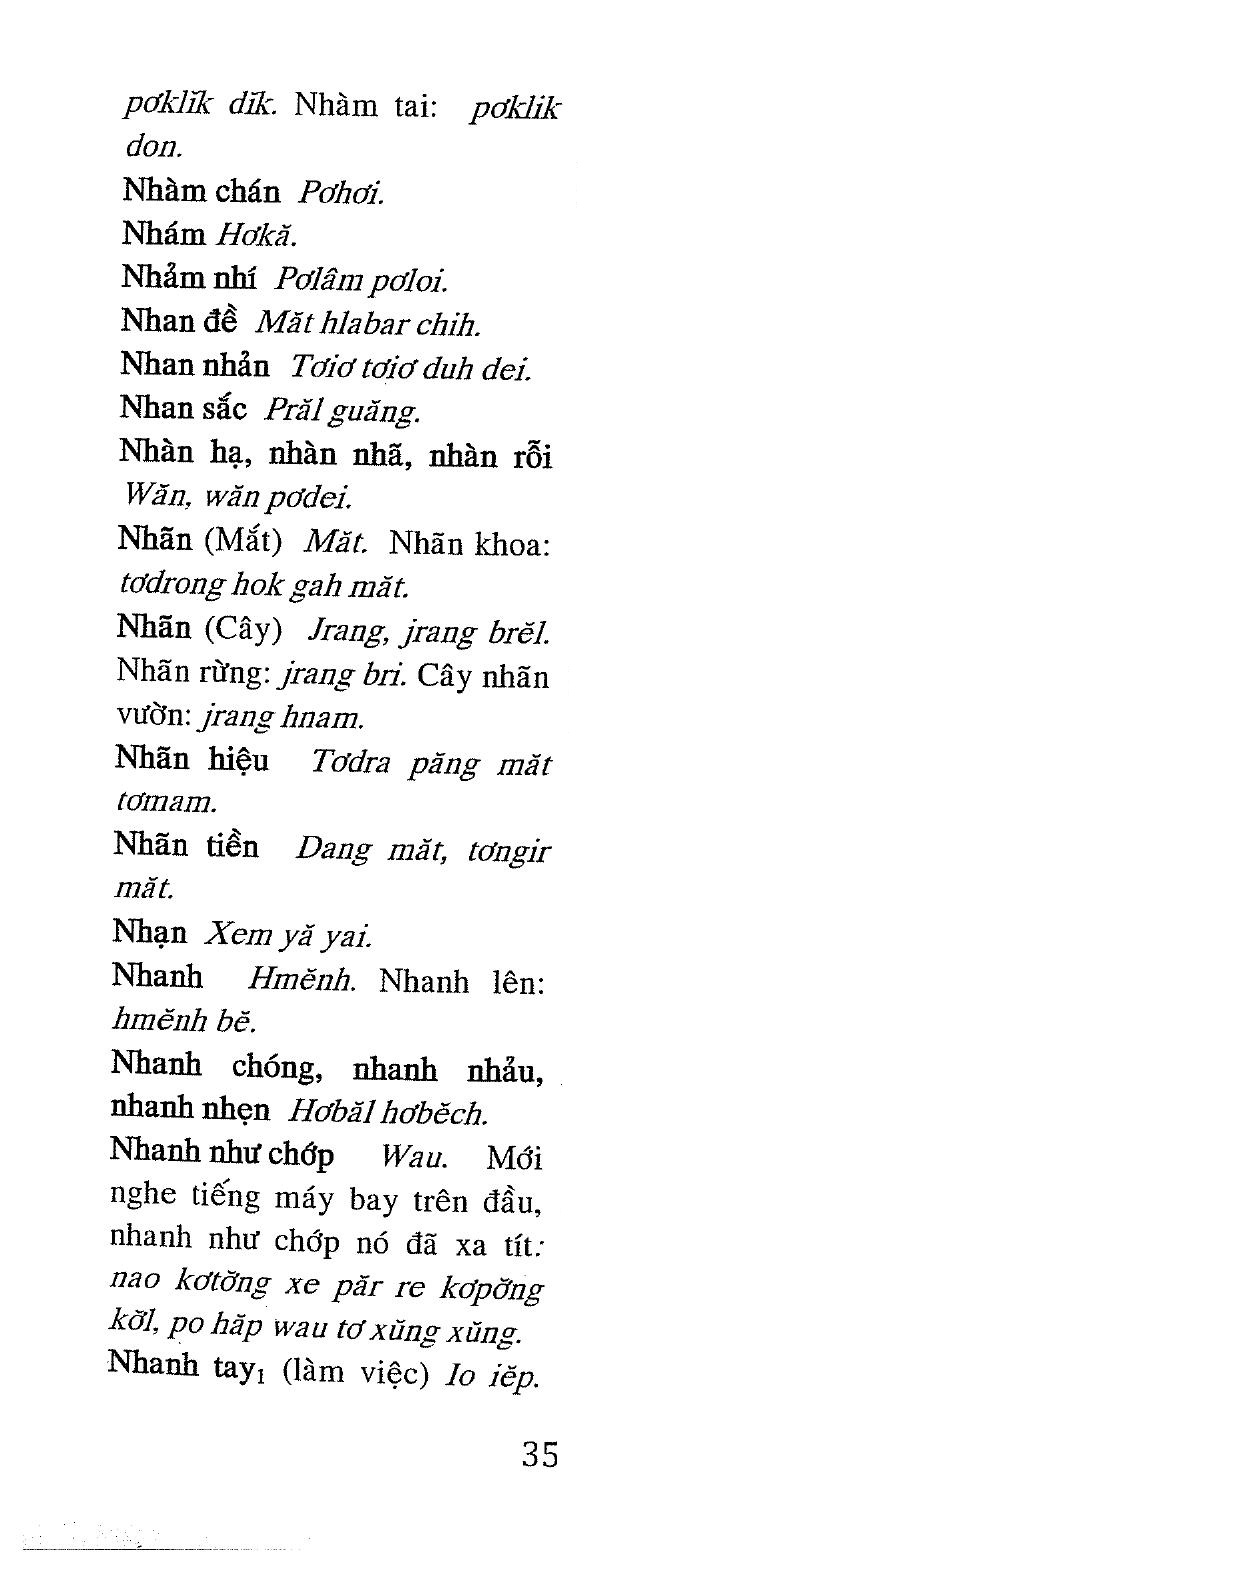 pơklĭk dĭk. Nhàm tai: pơklik
don.
Nhàm chán Pơhơi.
Nhám Hơkă.
Nhảm nhí Pơlâm pơloi.
Nhan đề Măt hlabar chih.
Nhan nhản Tơiơ tơiơ duh dei.
Nhan sắc Prăl guăng.
Nhàn hạ, nhàn nhã, nhàn rỗi
Wăn, wăn pơdei.
Nhãn (Mắt) Măt. Nhãn khoa:
tơdrong hok gah măt.
Nhãn (Cây) Jrang, jrang brĕl.
Nhãn rừng: jrang bri. Cây nhãn
vườn: jrang hnam.
Nhãn hiệu Tơdra păng măt
tơmam.
Nhãn tiền Dang măt, tơngir
măt.
Nhạn Xem yă yai.
Nhanh Hmĕnh. Nhanh lên:
hmĕnh bĕ.
Nhanh chóng, nhanh nhảu,
nhanh nhẹn Hơbăl hơbĕch.
Nhanh như chớp Wau. Mới
nghe tiếng máy bay trên đầu,
nhanh như chớp nó đã xa tít:
nao kơtơ̆ng xe păr re kơpơ̆ng
kơ̆l, po hăp wau tơ xŭng xŭng.
Nhanh tay₁ (làm việc) Io iĕp.
35